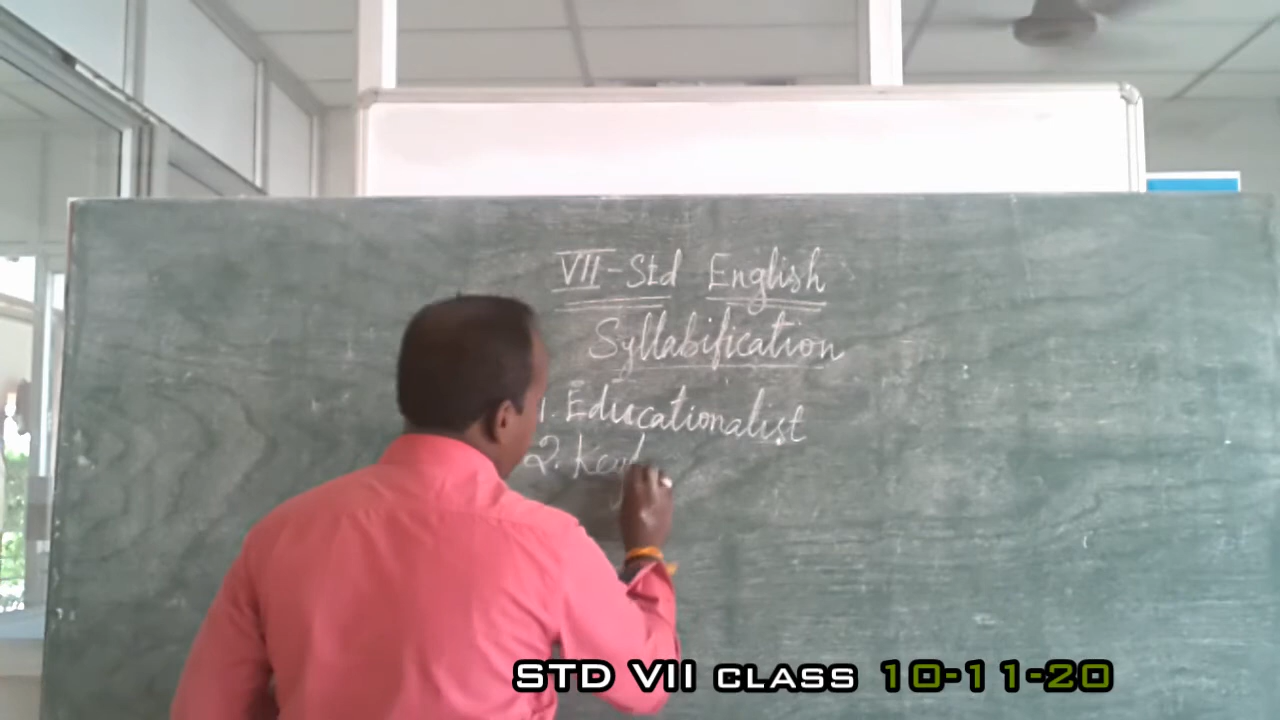 VII-Std English
Syllabification
1. Educationalist
2. Key
STD VII CLASS 10-11-20